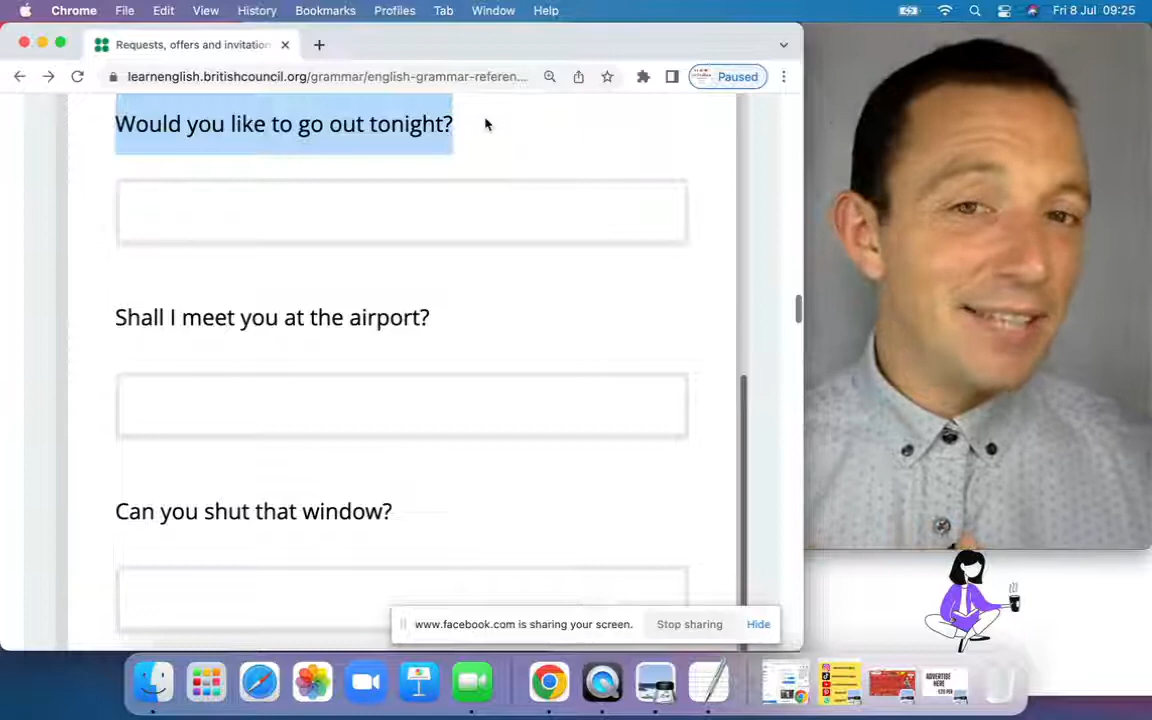 Chrome File Edit View History Bookmarks Profiles Tab Window Help Fri 8 Jul 09:25
Requests, offers and invitation
learnenglish.britishcouncil.org/grammar/english-grammar-referen... Paused
Would you like to go out tonight?
Shall I meet you at the airport?
Can you shut that window?
www.facebook.com is sharing your screen. Stop sharing Hide
ADVERTISE
HERE